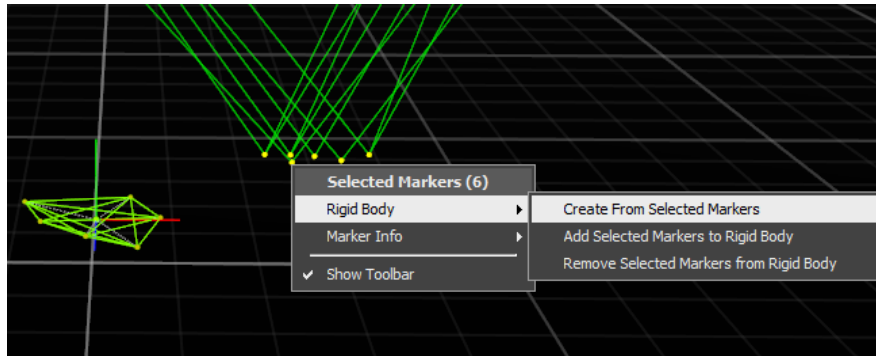 Selected Markers (6)
Rigid Body
Marker Info
Show Toolbar
Create From Selected Markers
Add Selected Markers to Rigid Body
Remove Selected Markers from Rigid Body